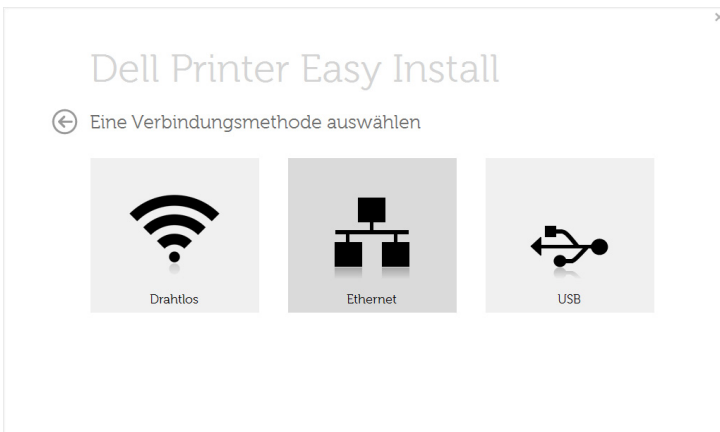 Dell Printer Easy Install
Eine Verbindungsmethode auswählen
Drahtlos
Ethernet
USB